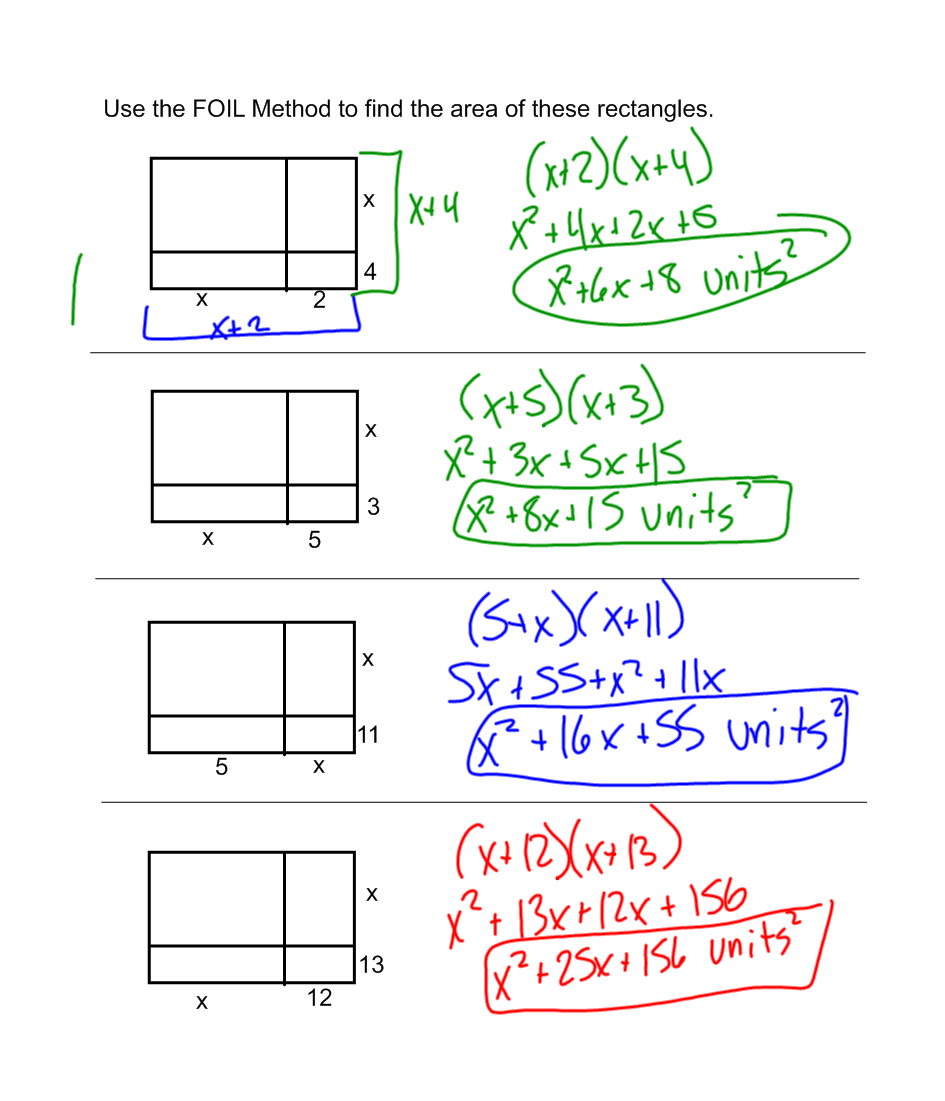 Use the FOIL Method to find the area of these rectangles.
(x+2)(x+4)
x
x+4
x²+4x+2x+8
4
x²+6x+8 units²
x 2
x+2
(x+5)(x+3)
x
x²+3x+5x+15
3
x²+8x+15 units²
x 5
(5+x)(x+11)
x
5x+55+x²+11x
11
x²+16x+55 units²
5 x
(x+12)(x+13)
x
x²+13x+12x+156
13
x²+25x+156 units²
x 12